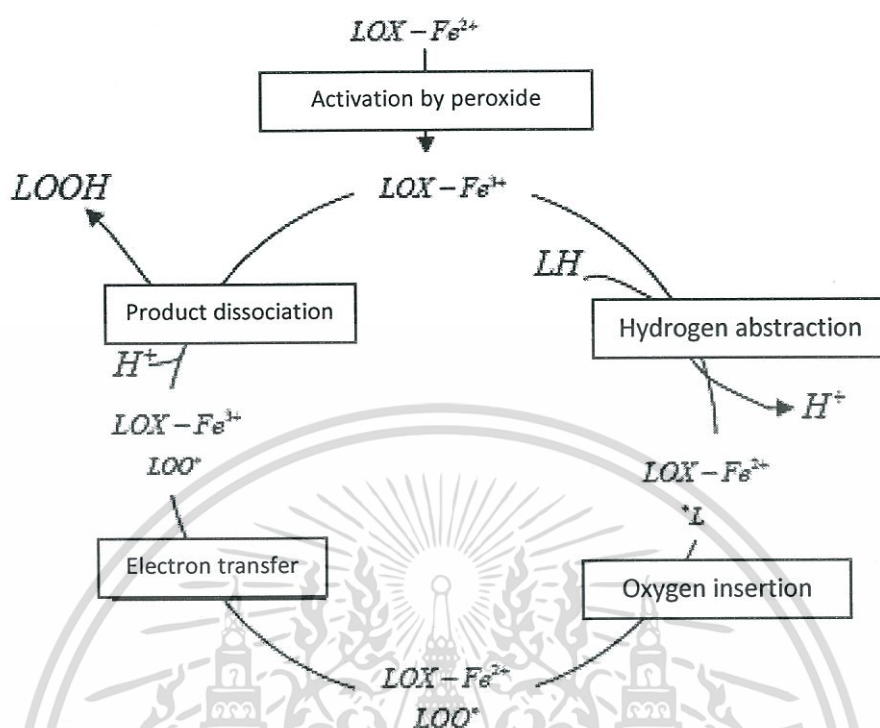 LOX – Fe²⁺
Activation by peroxide
LOOH
LOX – Fe³⁺
LH
Product dissociation
Hydrogen abstraction
H⁺
H⁺
LOX – Fe³⁺
LOO•
LOX – Fe²⁺
•L
Electron transfer
Oxygen insertion
LOX – Fe²⁺
LOO•